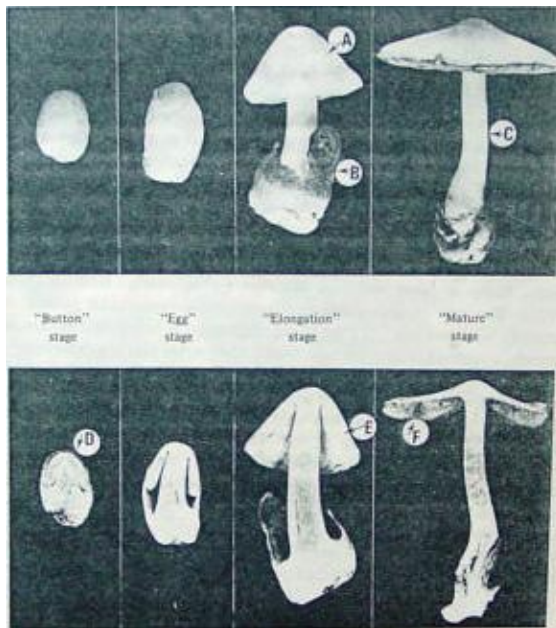 A
B
C
"Button" "Egg" "Elongation" "Mature"
stage stage stage stage
D
E
F